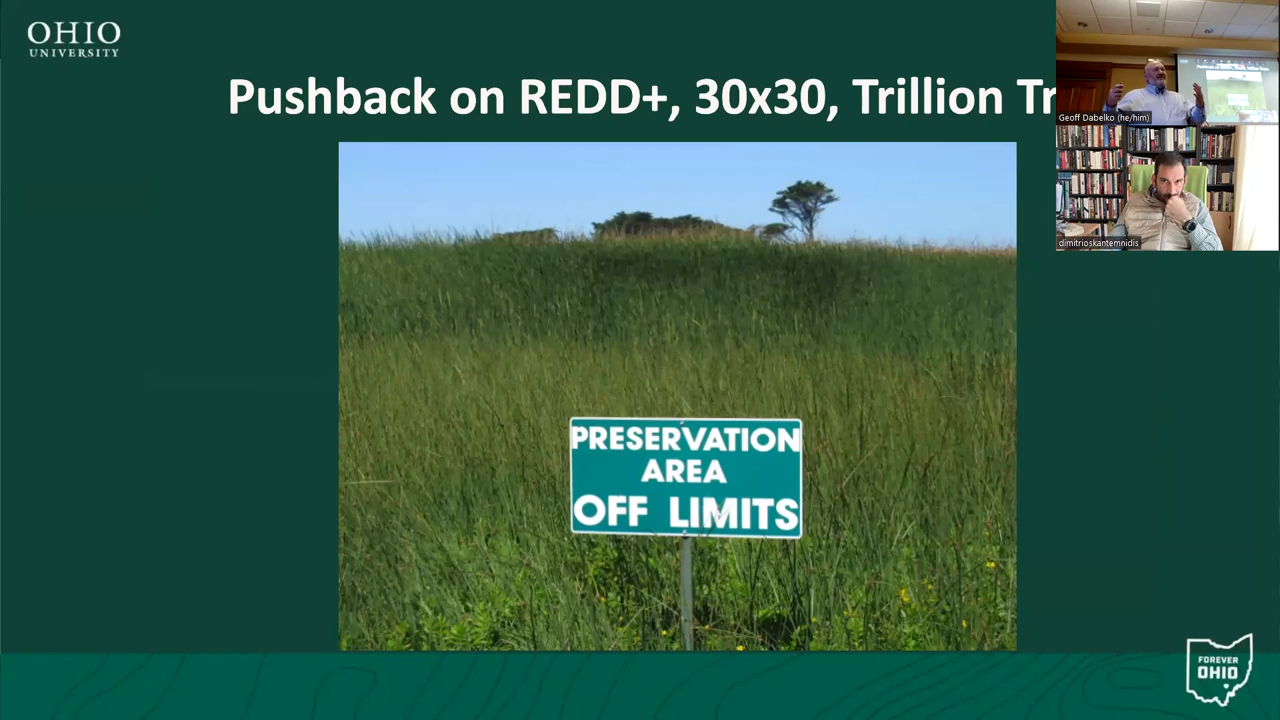 OHIO
UNIVERSITY
Pushback on REDD+, 30x30, Trillion Tr
PRESERVATION
AREA
OFF LIMITS
Geoff Dabelko (he/him)
dimitrioskantemnidis
FOREVER
OHIO